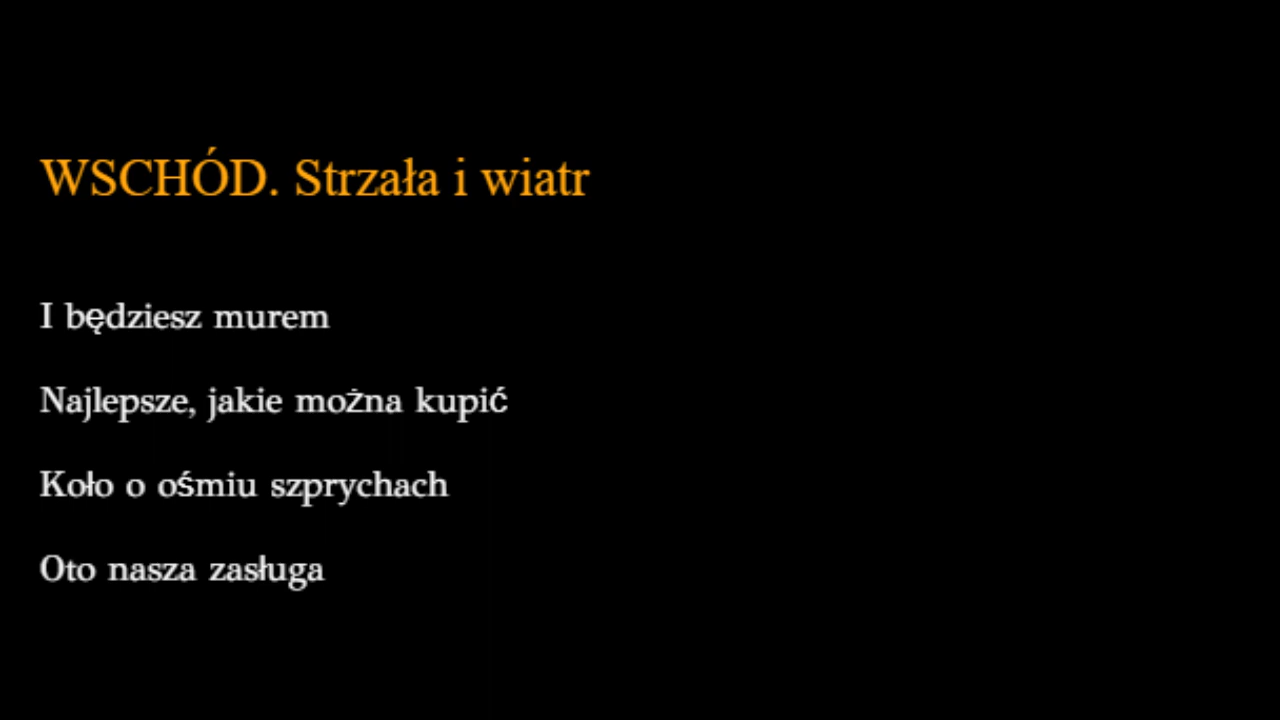 WSCHÓD. Strzała i wiatr
I będziesz murem
Najlepsze, jakie można kupić
Koło o ośmiu szprychach
Oto nasza zasługa